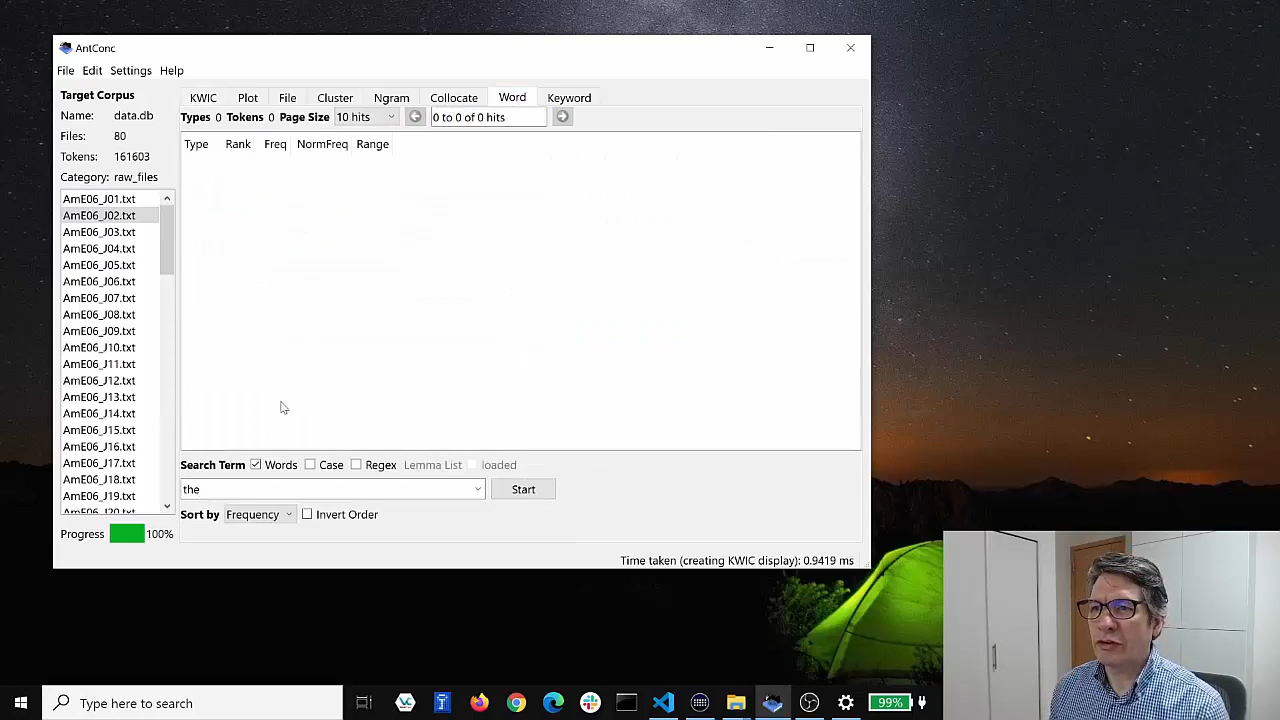 AntConc
File Edit Settings Help
Target Corpus
Name: data.db
Files: 80
Tokens: 161603
Category: raw_files
AmE06_J01.txt
AmE06_J02.txt
AmE06_J03.txt
AmE06_J04.txt
AmE06_J05.txt
AmE06_J06.txt
AmE06_J07.txt
AmE06_J08.txt
AmE06_J09.txt
AmE06_J10.txt
AmE06_J11.txt
AmE06_J12.txt
AmE06_J13.txt
AmE06_J14.txt
AmE06_J15.txt
AmE06_J16.txt
AmE06_J17.txt
AmE06_J18.txt
AmE06_J19.txt
AmE06_J20.txt
Progress 100%
KWIC Plot File Cluster Ngram Collocate Word Keyword
Types 0 Tokens 0 Page Size 10 hits 0 to 0 of 0 hits
Type Rank Freq NormFreq Range
Search Term Words Case Regex Lemma List loaded
the Start
Sort by Frequency Invert Order
Time taken (creating KWIC display): 0.9419 ms
Type here to search
99%